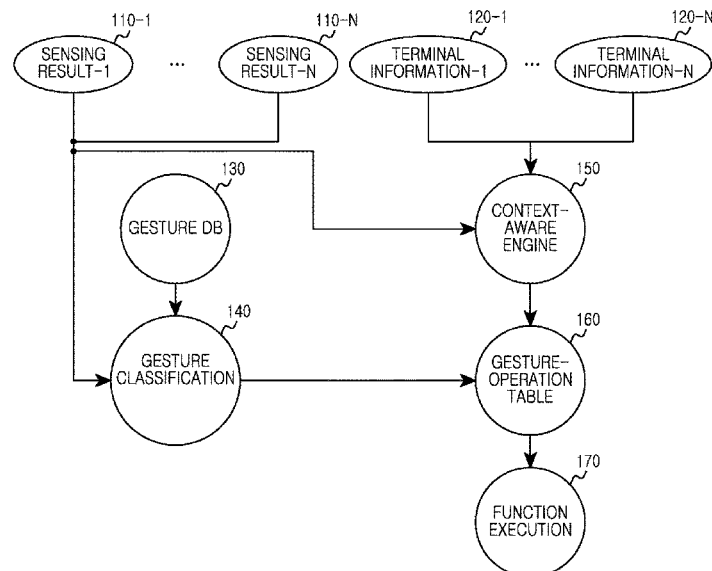 110-1
110-N
120-1
120-N
SENSING
RESULT-1
...
SENSING
RESULT-N
TERMINAL
INFORMATION-1
...
TERMINAL
INFORMATION-N
130
GESTURE DB
150
CONTEXT-
AWARE
ENGINE
140
GESTURE
CLASSIFICATION
160
GESTURE-
OPERATION
TABLE
170
FUNCTION
EXECUTION